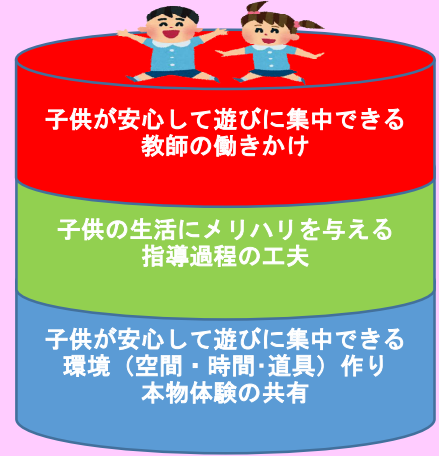 子供が安心して遊びに集中できる
教師の働きかけ
子供の生活にメリハリを与える
指導過程の工夫
子供が安心して遊びに集中できる
環境（空間・時間･道具）作り
本物体験の共有